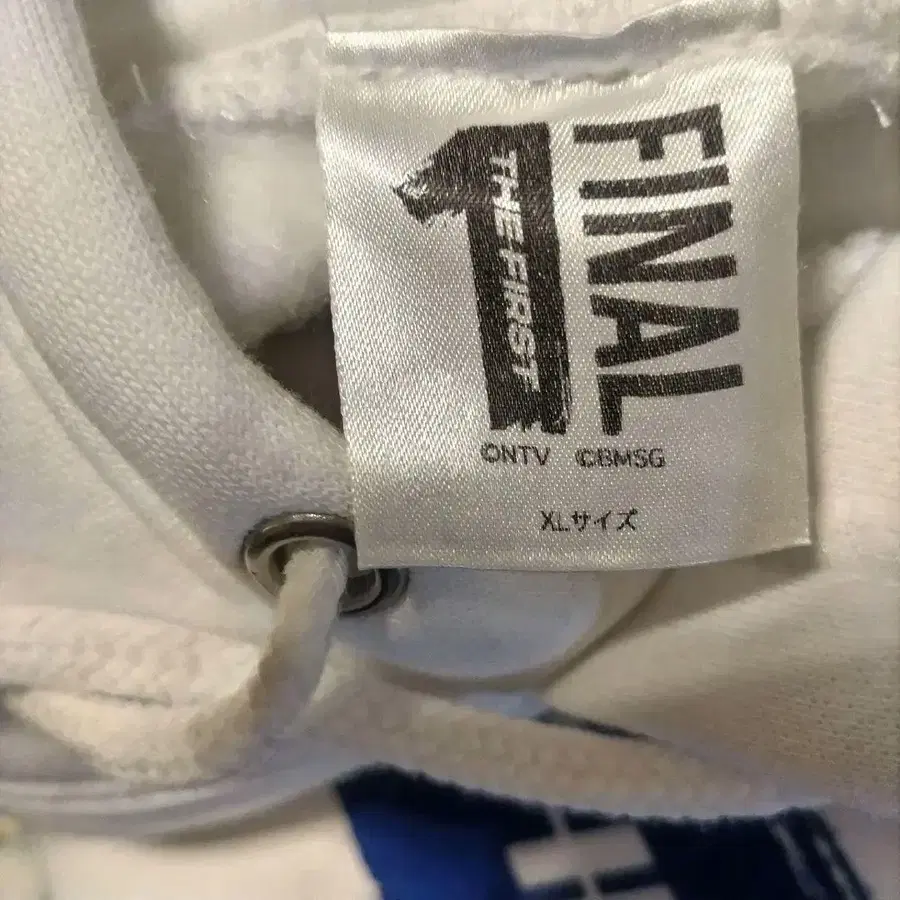 THE FIRST
FINAL
©NTV ©BMSG
XLサイズ